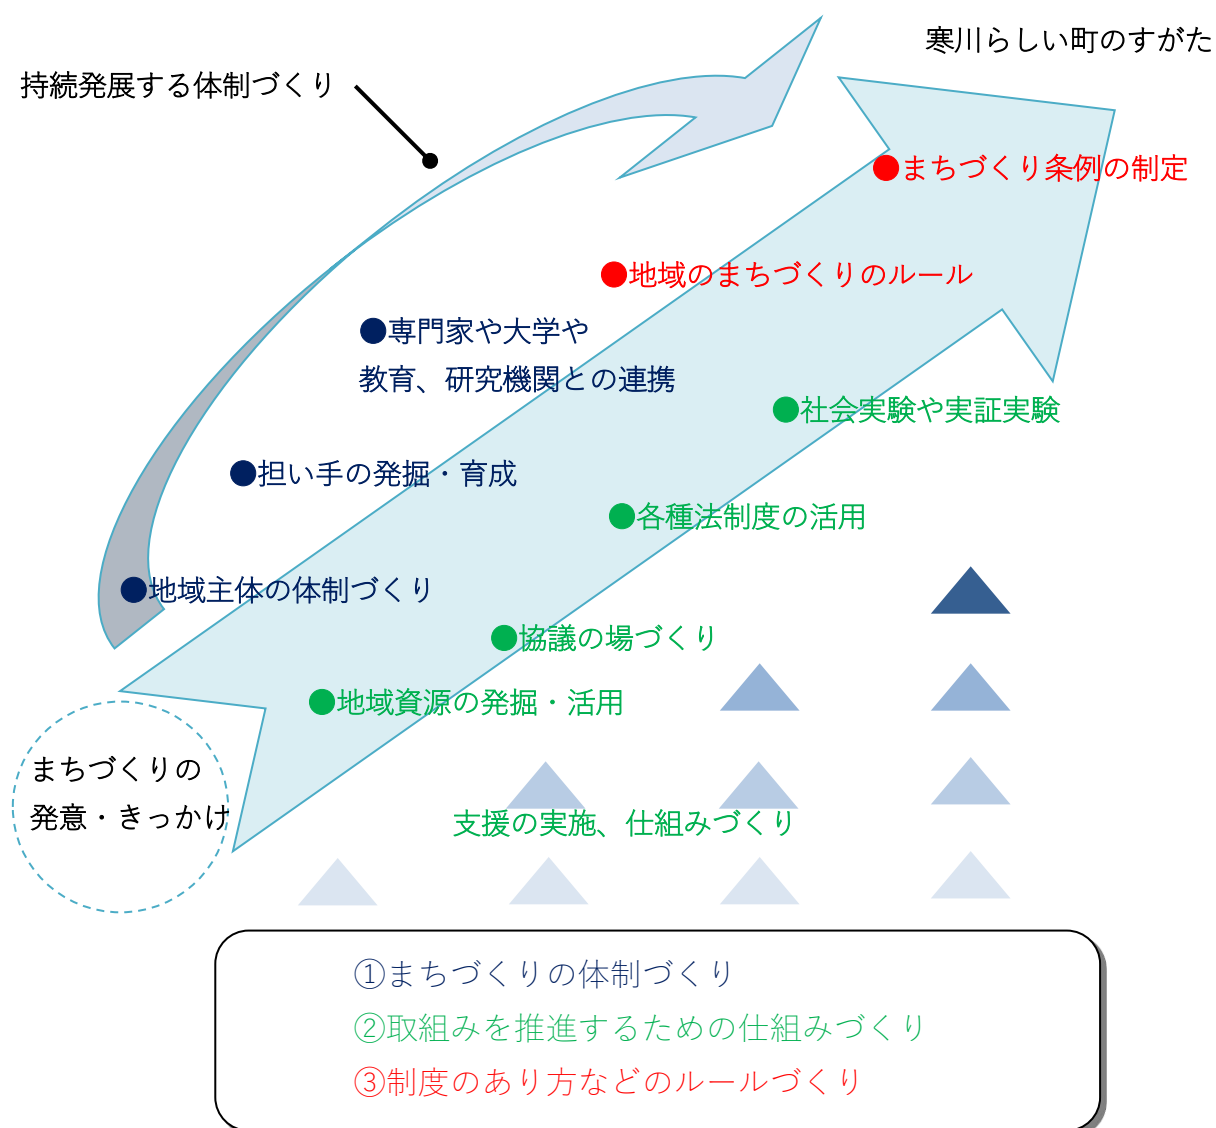 寒川らしい町のすがた
持続発展する体制づくり
●まちづくり条例の制定
●地域のまちづくりのルール
●専門家や大学や
教育、研究機関との連携
●社会実験や実証実験
●担い手の発掘・育成
●各種法制度の活用
●地域主体の体制づくり
●協議の場づくり
●地域資源の発掘・活用
まちづくりの
発意・きっかけ
支援の実施、仕組みづくり
①まちづくりの体制づくり
②取組みを推進するための仕組みづくり
③制度のあり方などのルールづくり